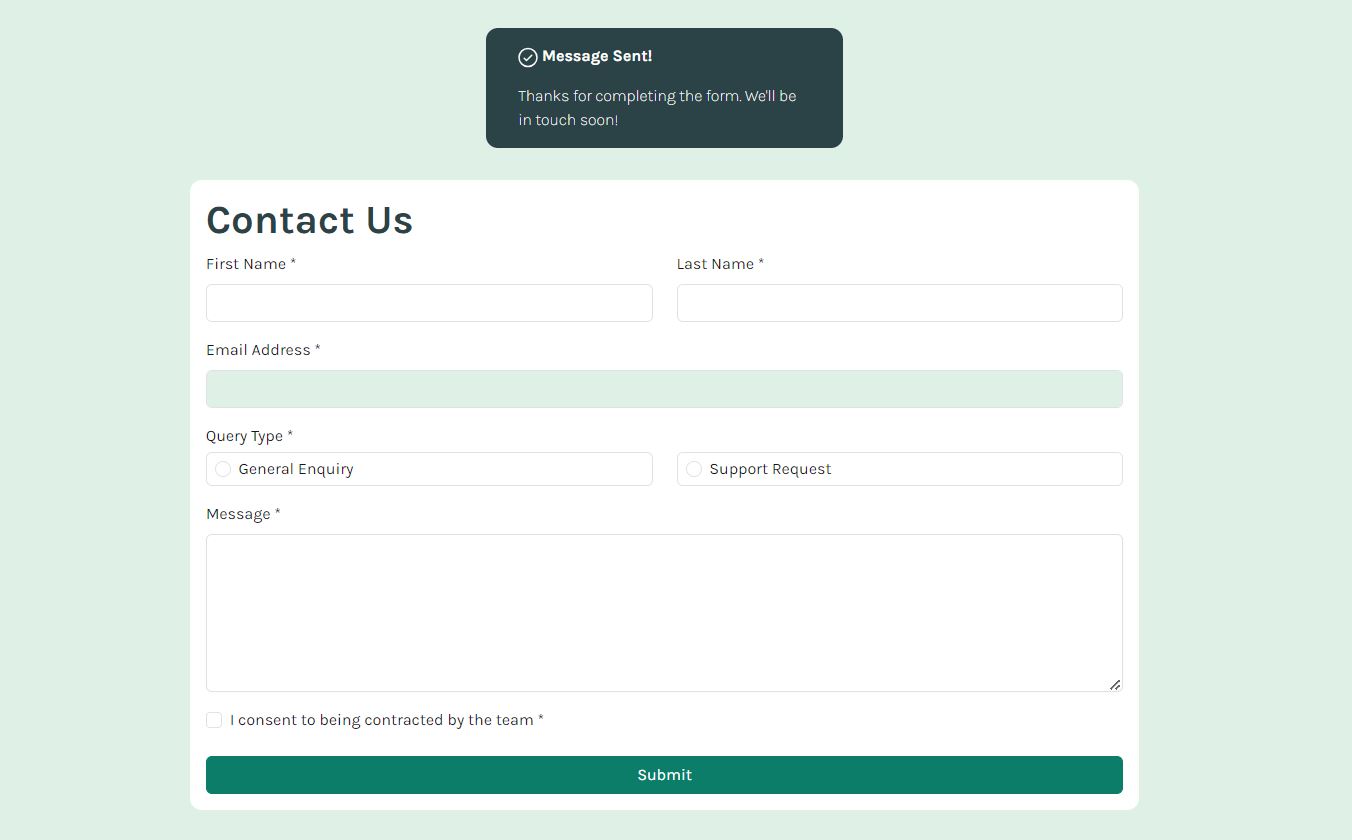 Message Sent!
Thanks for completing the form. We'll be
in touch soon!
Contact Us
First Name *
Last Name *
Email Address *
Query Type *
General Enquiry
Support Request
Message *
I consent to being contracted by the team *
Submit